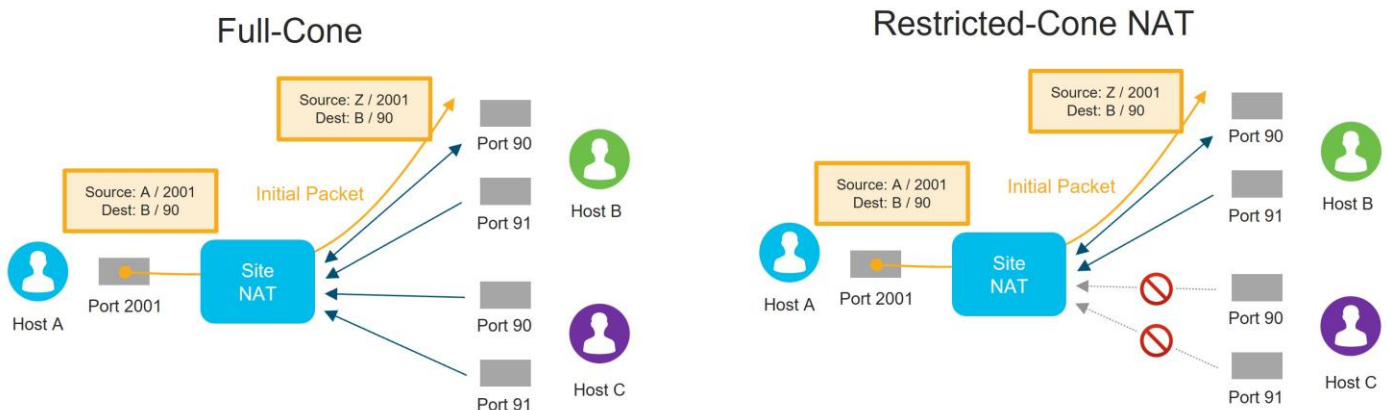 Full-Cone
Source: Z / 2001
Dest: B / 90
Port 90
Source: A / 2001
Dest: B / 90
Initial Packet
Host B
Port 91
Site
NAT
Host A
Port 2001
Port 90
Host C
Port 91
Restricted-Cone NAT
Source: Z / 2001
Dest: B / 90
Port 90
Source: A / 2001
Dest: B / 90
Initial Packet
Host B
Port 91
Site
NAT
Host A
Port 2001
Port 90
Host C
Port 91